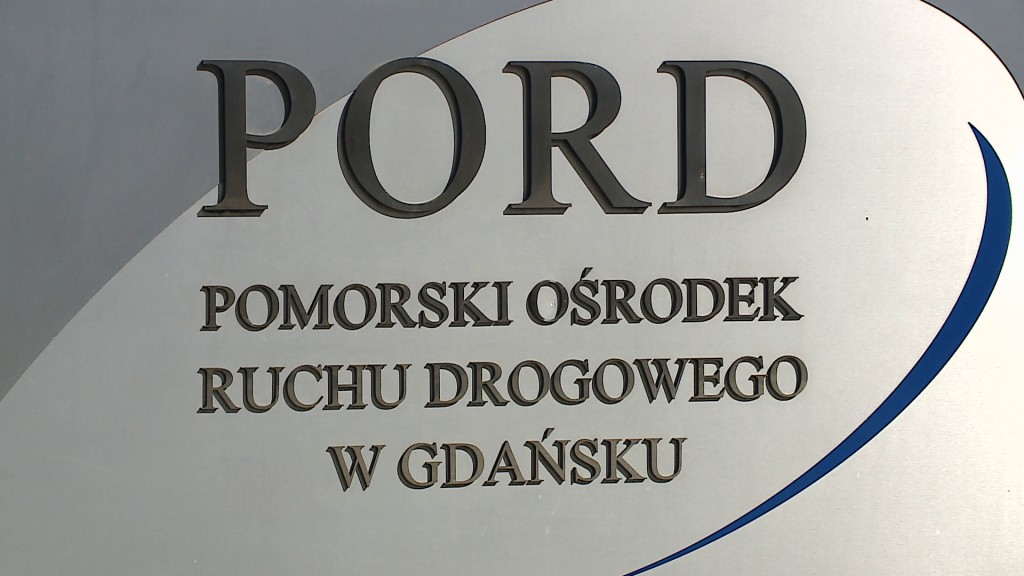 PORD
POMORSKI OŚRODEK
RUCHU DROGOWEGO
W GDAŃSKU